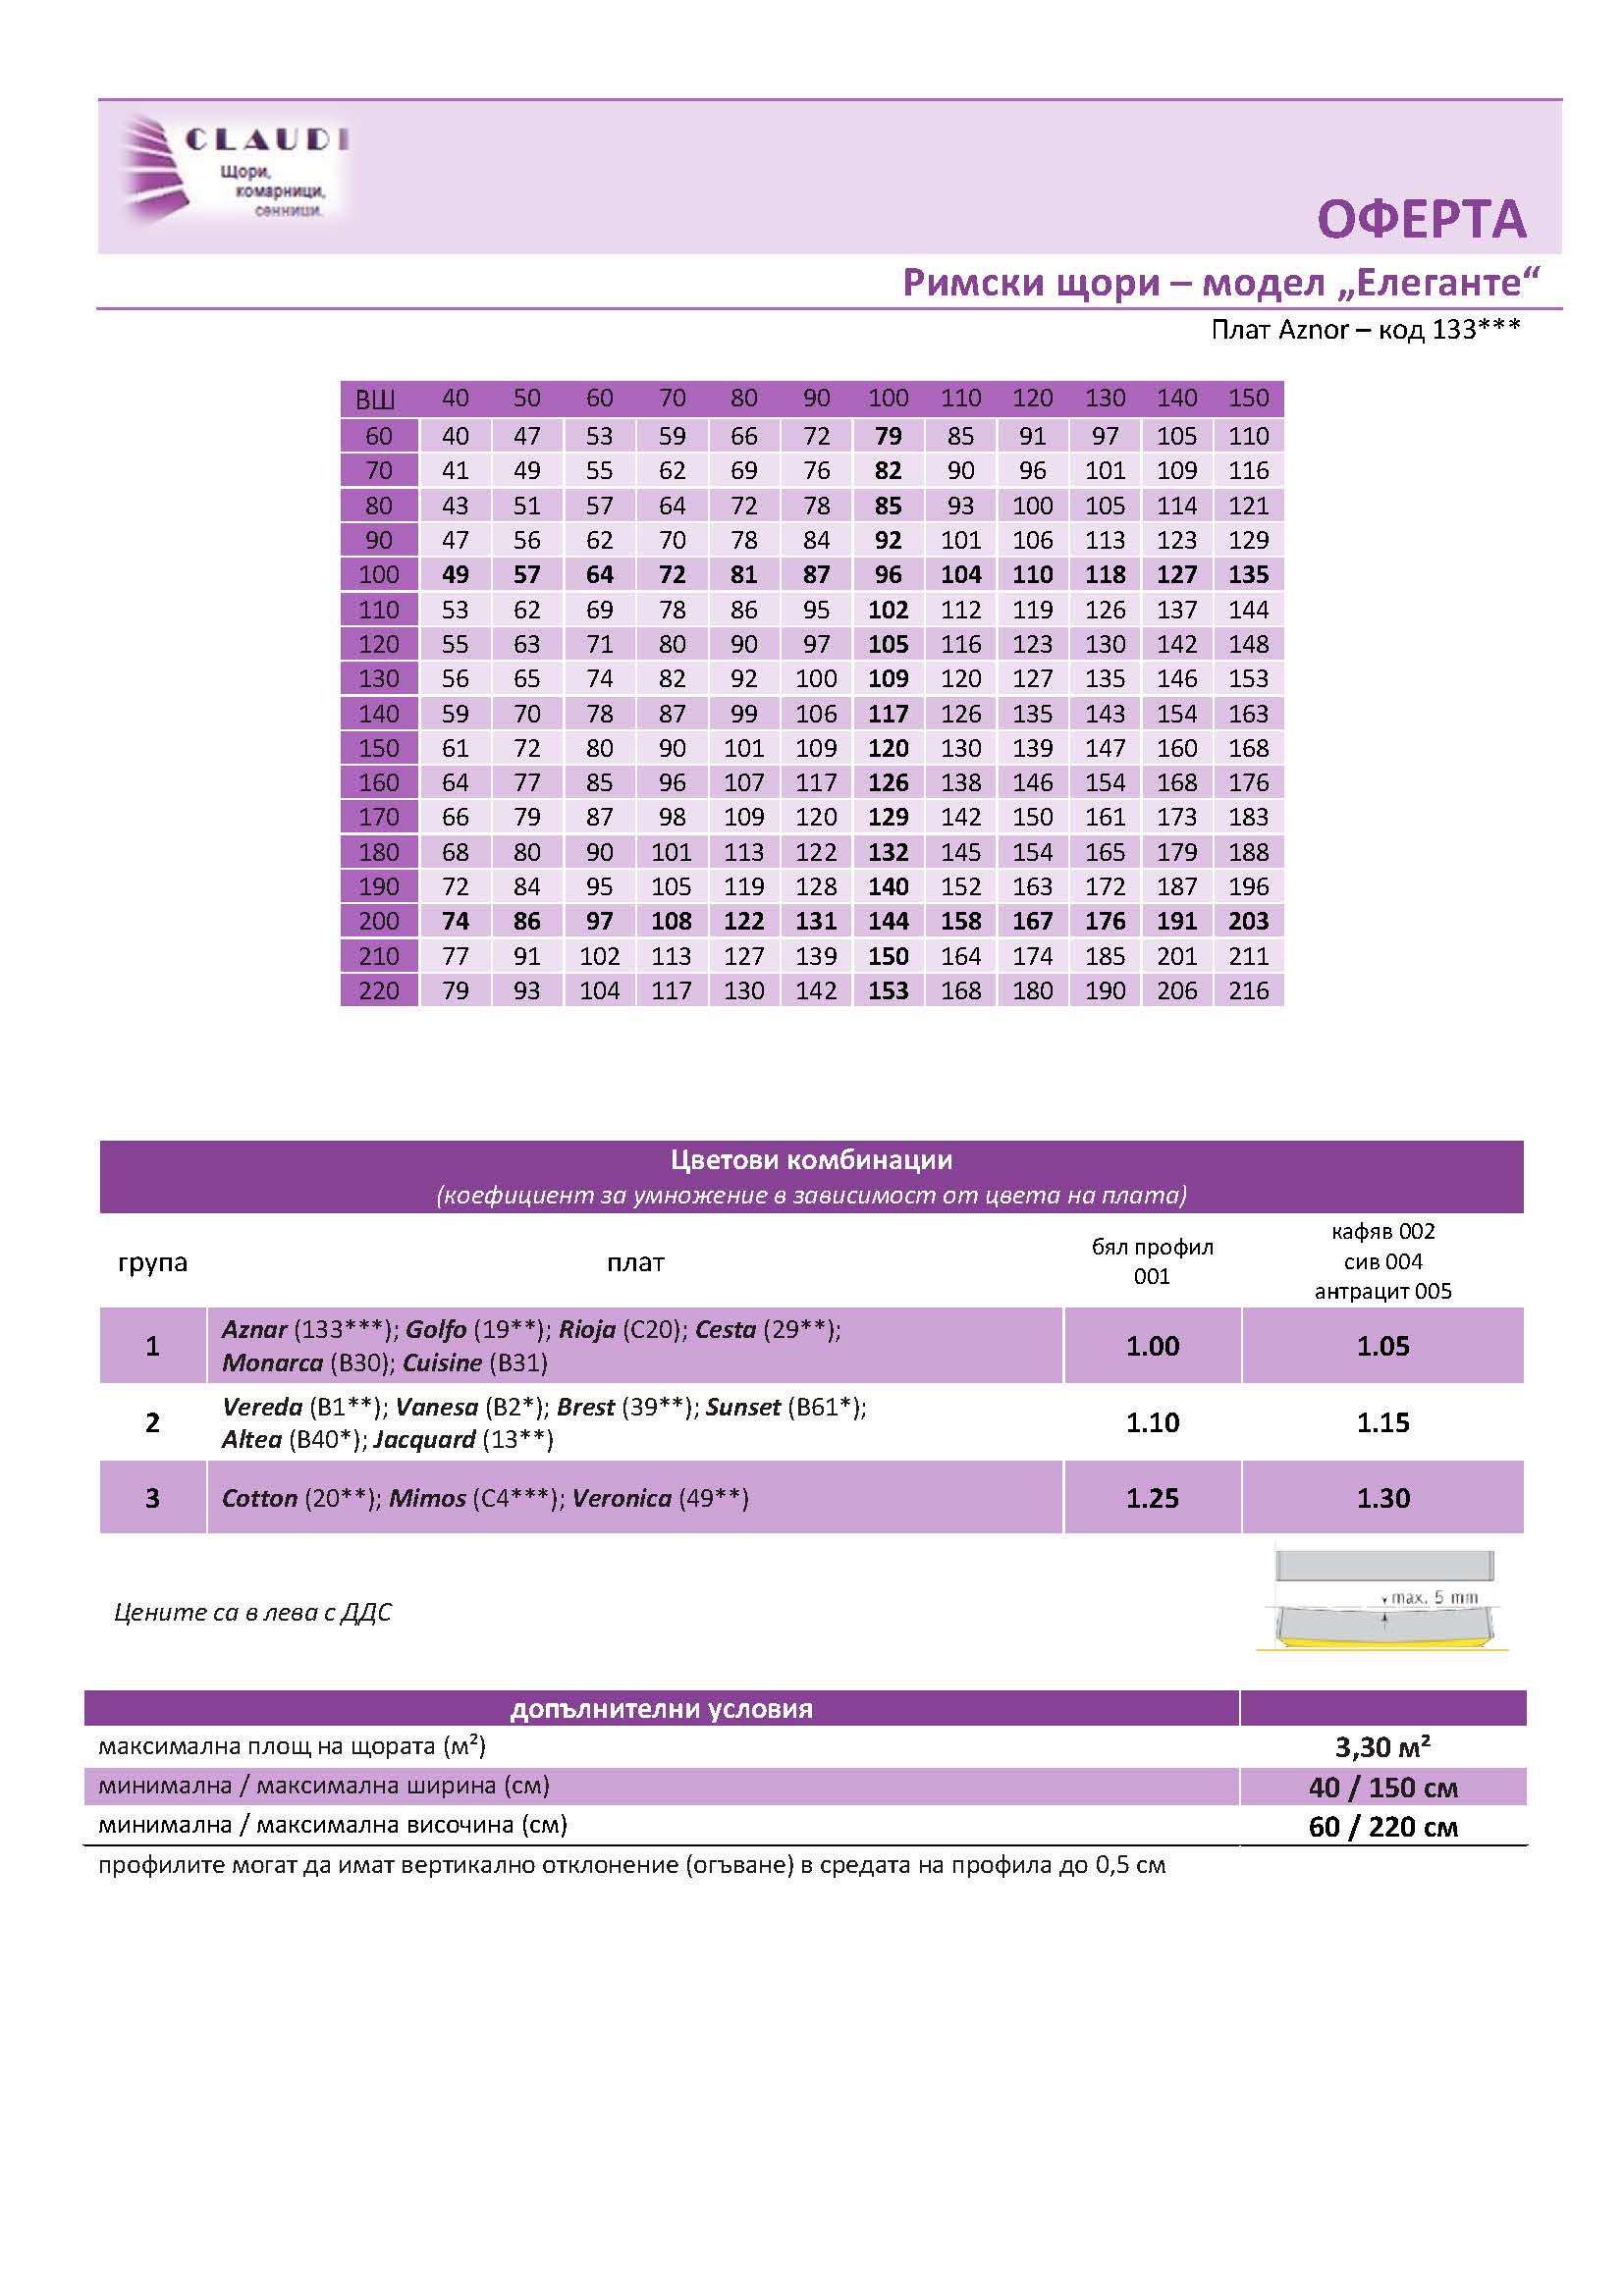 CLAUDI
Щори,
комарници,
сенници.
ОФЕРТА
Римски щори – модел „Елеганте“
Плат Aznor – код 133***
ВШ 40 50 60 70 80 90 100 110 120 130 140 150
60 40 47 53 59 66 72 79 85 91 97 105 110
70 41 49 55 62 69 76 82 90 96 101 109 116
80 43 51 57 64 72 78 85 93 100 105 114 121
90 47 56 62 70 78 84 92 101 106 113 123 129
100 49 57 64 72 81 87 96 104 110 118 127 135
110 53 62 69 78 86 95 102 112 119 126 137 144
120 55 63 71 80 90 97 105 116 123 130 142 148
130 56 65 74 82 92 100 109 120 127 135 146 153
140 59 70 78 87 99 106 117 126 135 143 154 163
150 61 72 80 90 101 109 120 130 139 147 160 168
160 64 77 85 96 107 117 126 138 146 154 168 176
170 66 79 87 98 109 120 129 142 150 161 173 183
180 68 80 90 101 113 122 132 145 154 165 179 188
190 72 84 95 105 119 128 140 152 163 172 187 196
200 74 86 97 108 122 131 144 158 167 176 191 203
210 77 91 102 113 127 139 150 164 174 185 201 211
220 79 93 104 117 130 142 153 168 180 190 206 216
Цветови комбинации
(коефициент за умножение в зависимост от цвета на плата)
група
плат
бял профил
001
кафяв 002
сив 004
антрацит 005
1
Aznar (133***); Golfo (19**); Rioja (C20); Cesta (29**);
Monarca (B30); Cuisine (B31)
1.00
1.05
2
Vereda (B1**); Vanesa (B2*); Brest (39**); Sunset (B61*);
Altea (B40*); Jacquard (13**)
1.10
1.15
3
Cotton (20**); Mimos (C4***); Veronica (49**)
1.25
1.30
Цените са в лева с ДДС
max. 5 mm
допълнителни условия
максимална площ на щората (м²) 3,30 м²
минимална / максимална ширина (см) 40 / 150 см
минимална / максимална височина (см) 60 / 220 см
профилите могат да имат вертикално отклонение (огъване) в средата на профила до 0,5 см